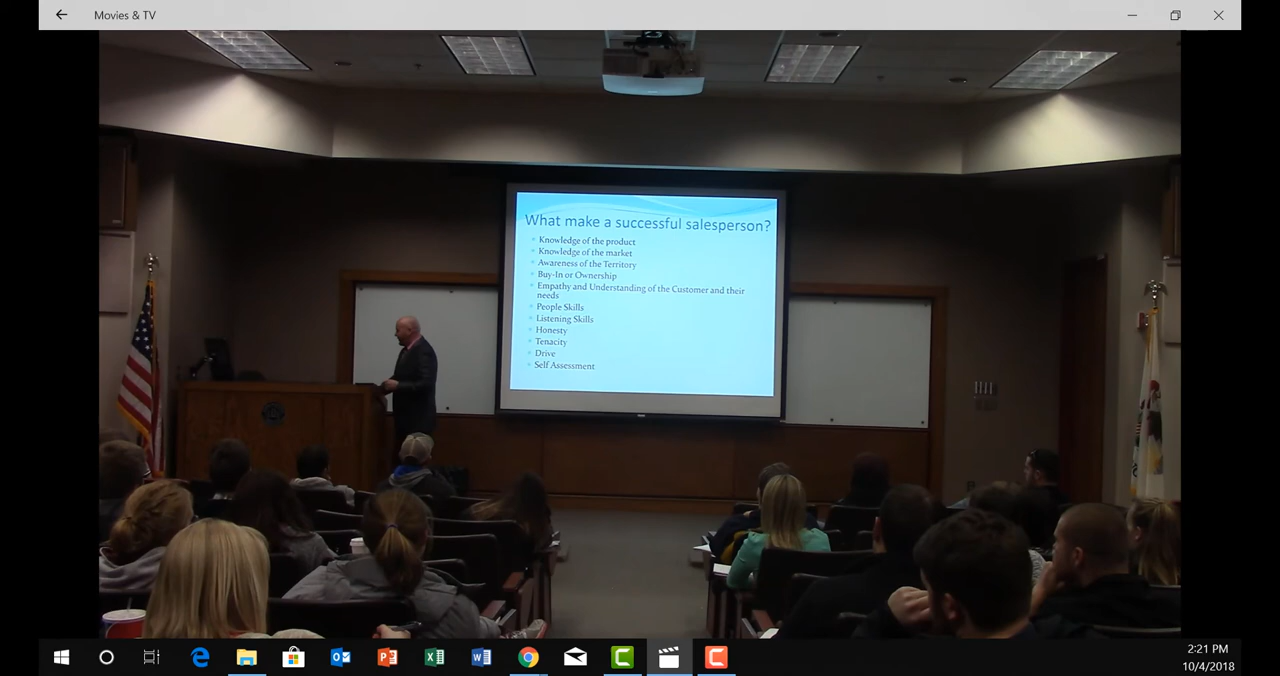 Movies & TV
What make a successful salesperson?
Knowledge of the product
Knowledge of the market
Awareness of the Territory
Buy-In or Ownership
Empathy and Understanding of the Customer and their
needs
People Skills
Listening Skills
Honesty
Tenacity
Drive
Self Assessment
2:21 PM
10/4/2018